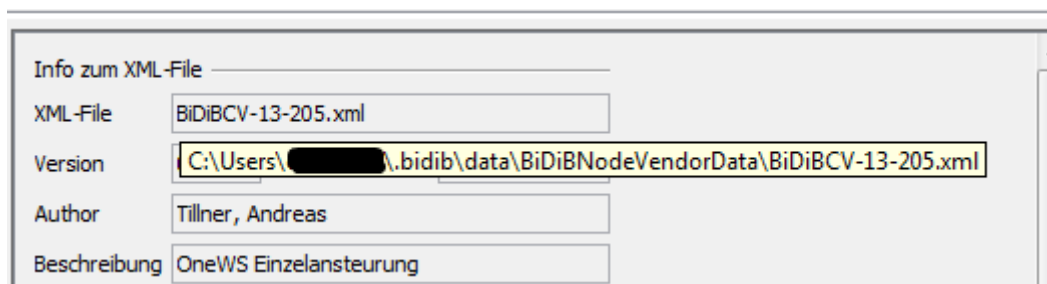 Info zum XML-File
XML-File BiDiBCV-13-205.xml
Version C:\Users\ \.bidib\data\BiDiBNodeVendorData\BiDiBCV-13-205.xml
Author Tillner, Andreas
Beschreibung OneWS Einzelansteurung